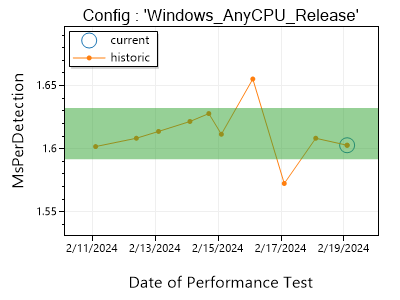 Config : 'Windows_AnyCPU_Release'
current
historic
MsPerDetection
1.65
1.6
1.55
2/11/2024 2/13/2024 2/15/2024 2/17/2024 2/19/2024
Date of Performance Test